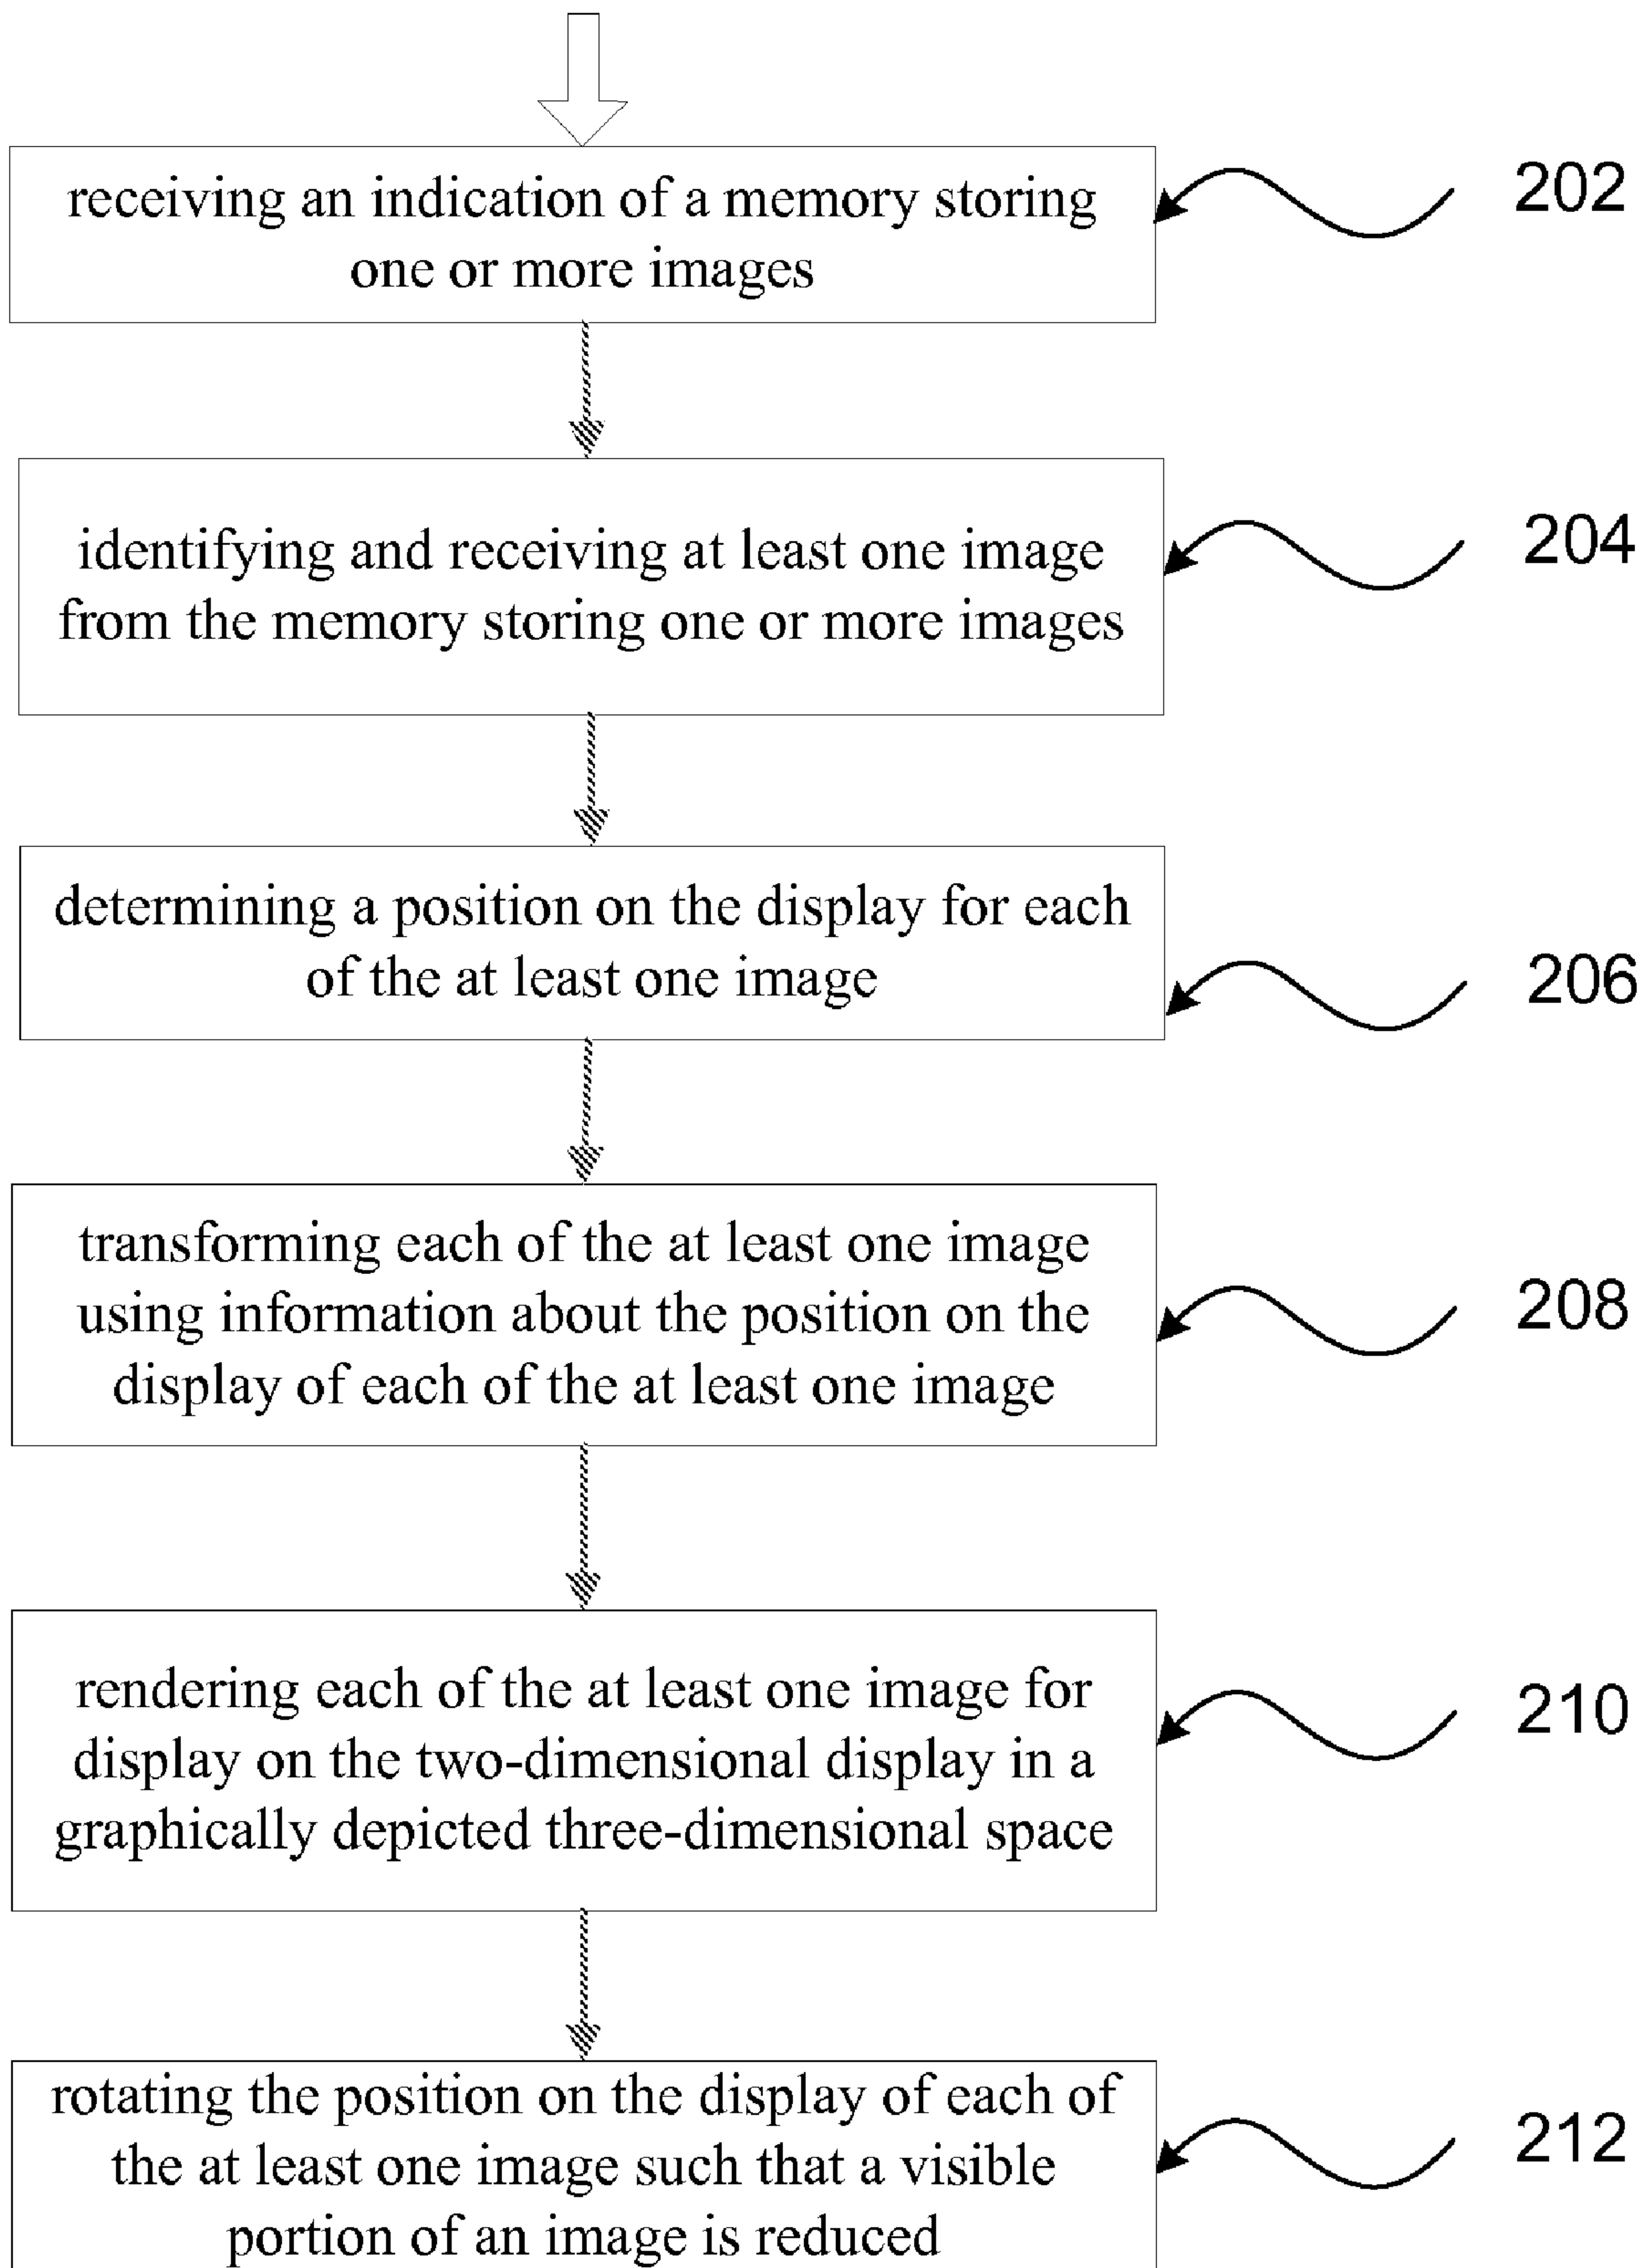 receiving an indication of a memory storing
one or more images
202
identifying and receiving at least one image
from the memory storing one or more images
204
determining a position on the display for each
of the at least one image
206
transforming each of the at least one image
using information about the position on the
display of each of the at least one image
208
rendering each of the at least one image for
display on the two-dimensional display in a
graphically depicted three-dimensional space
210
rotating the position on the display of each of
the at least one image such that a visible
portion of an image is reduced
212